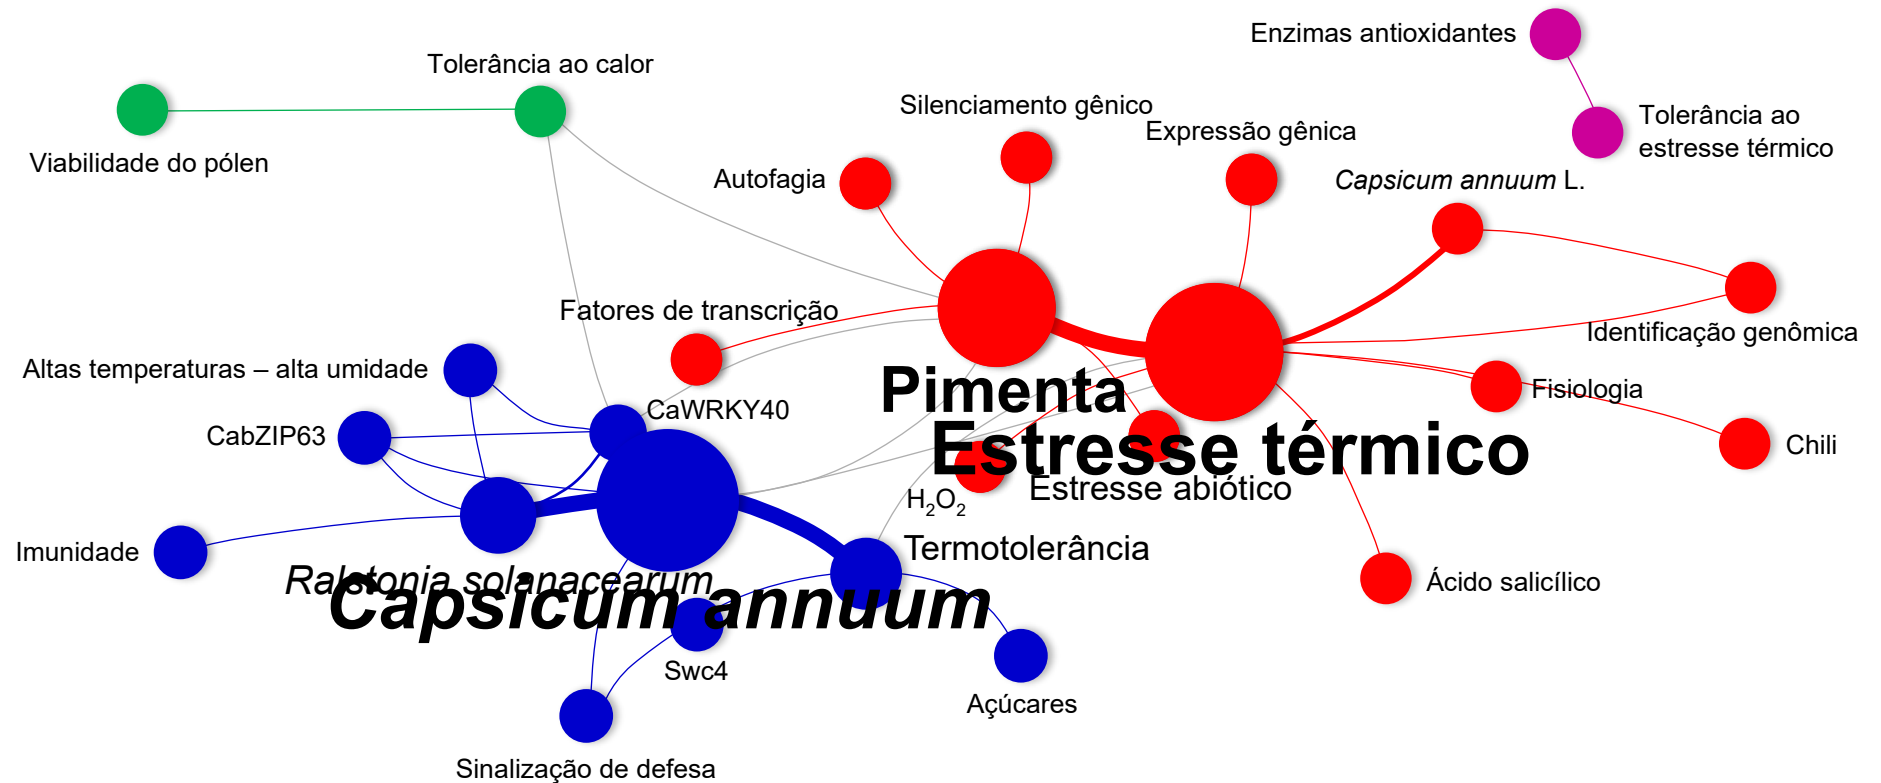 Enzimas antioxidantes
Tolerância ao calor
Silenciamento gênico
Tolerância ao
estresse térmico
Expressão gênica
Viabilidade do pólen
Autofagia
Capsicum annuum L.
Fatores de transcrição
Identificação genômica
Altas temperaturas – alta umidade
Pimenta
Fisiologia
CaWRKY40
CabZIP63
Estresse térmico
Chili
Estresse abiótico
H₂O₂
Termotolerância
Imunidade
Ralstonia solanacearum
Ácido salicílico
Capsicum annuum
Swc4
Açúcares
Sinalização de defesa